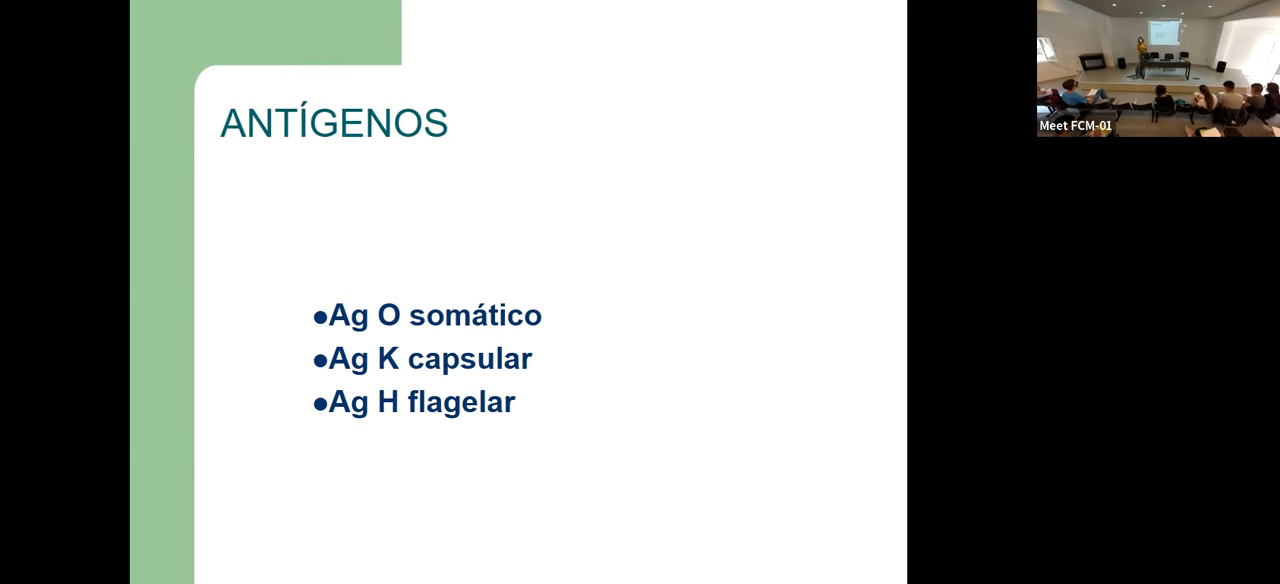 ANTÍGENOS
●Ag O somático
●Ag K capsular
●Ag H flagelar
Meet FCM-01